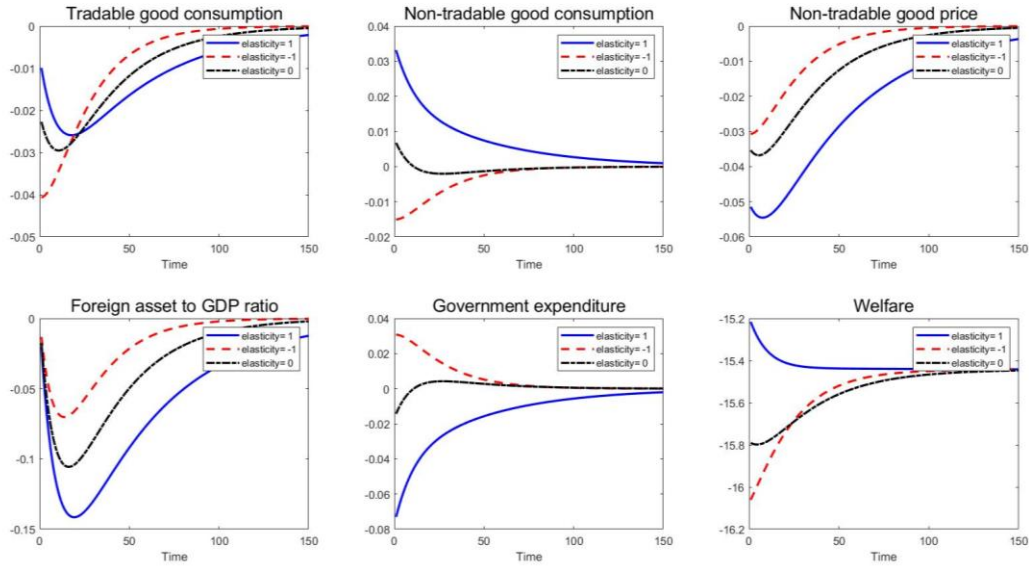 Tradable good consumption
0
-0.01
-0.02
-0.03
-0.04
-0.05
0
50
100
150
Time
elasticity= 1
elasticity= -1
elasticity= 0
Non-tradable good consumption
0.04
0.03
0.02
0.01
0
-0.01
-0.02
0
50
100
150
Time
elasticity= 1
elasticity= -1
elasticity= 0
Non-tradable good price
0
-0.01
-0.02
-0.03
-0.04
-0.05
-0.06
0
50
100
150
Time
elasticity= 1
elasticity= -1
elasticity= 0
Foreign asset to GDP ratio
0
-0.05
-0.1
-0.15
0
50
100
150
Time
elasticity= 1
elasticity= -1
elasticity= 0
Government expenditure
0.04
0.02
0
-0.02
-0.04
-0.06
-0.08
0
50
100
150
Time
elasticity= 1
elasticity= -1
elasticity= 0
Welfare
-15.2
-15.4
-15.6
-15.8
-16
-16.2
0
50
100
150
Time
elasticity= 1
elasticity= -1
elasticity= 0